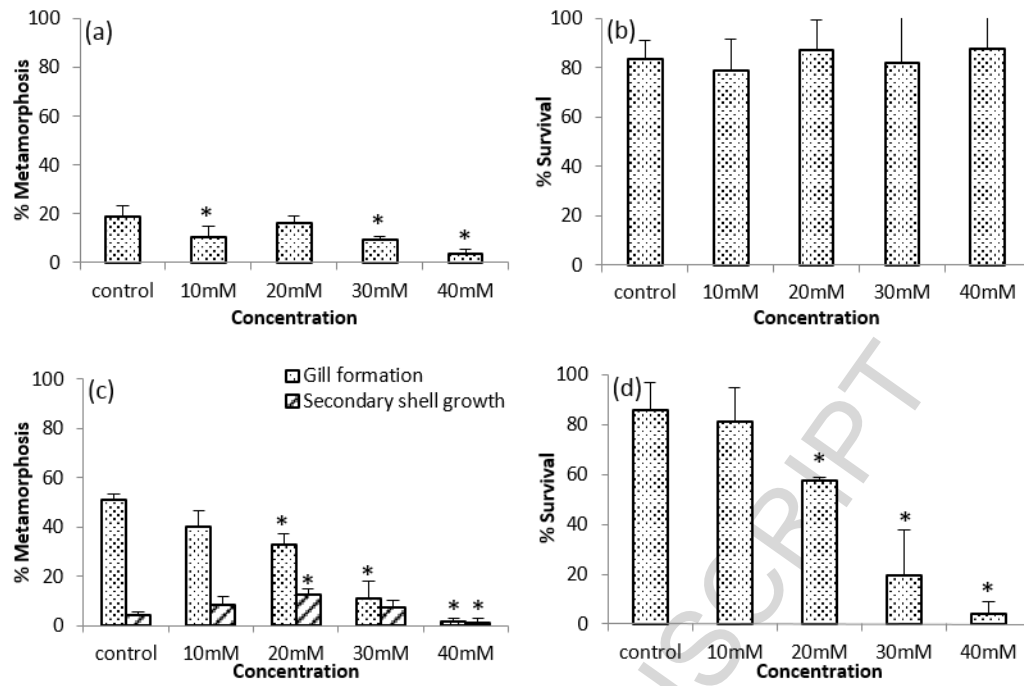 (a)
100
80
60
40
20
0
% Metamorphosis
*
*
*
control 10mM 20mM 30mM 40mM
Concentration
(b)
100
80
60
40
20
0
% Survival
control 10mM 20mM 30mM 40mM
Concentration
(c)
Gill formation
Secondary shell growth
100
80
60
40
20
0
% Metamorphosis
*
*
*
* *
control 10mM 20mM 30mM 40mM
Concentration
(d)
100
80
60
40
20
0
% Survival
*
*
*
control 10mM 20mM 30mM 40mM
Concentration
USCRIPT